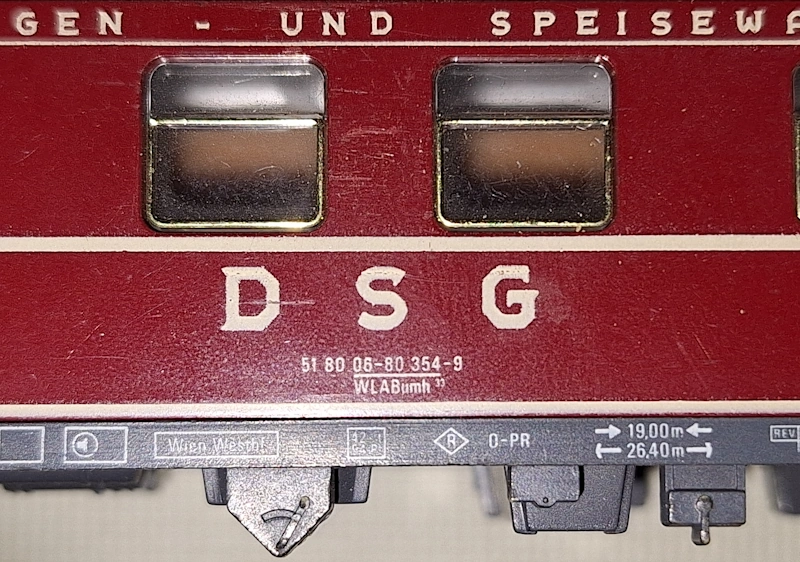 GEN - UND SPEISEWA
D S G
51 80 06-80 354-9
WLABümh 33
Wien Westbf
R O-PR 19,00m REV
26,40m